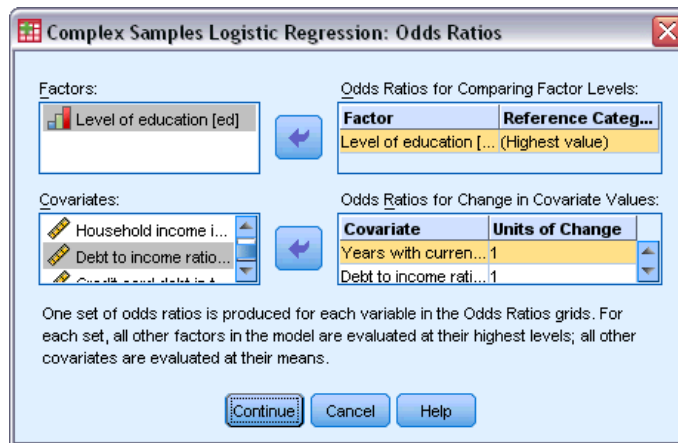 Complex Samples Logistic Regression: Odds Ratios
Factors:
Level of education [ed]
Odds Ratios for Comparing Factor Levels:
Factor Reference Categ...
Level of education [... (Highest value)
Covariates:
Household income i...
Debt to income ratio...
Odds Ratios for Change in Covariate Values:
Covariate Units of Change
Years with curren... 1
Debt to income rati... 1
One set of odds ratios is produced for each variable in the Odds Ratios grids. For
each set, all other factors in the model are evaluated at their highest levels; all other
covariates are evaluated at their means.
Continue Cancel Help